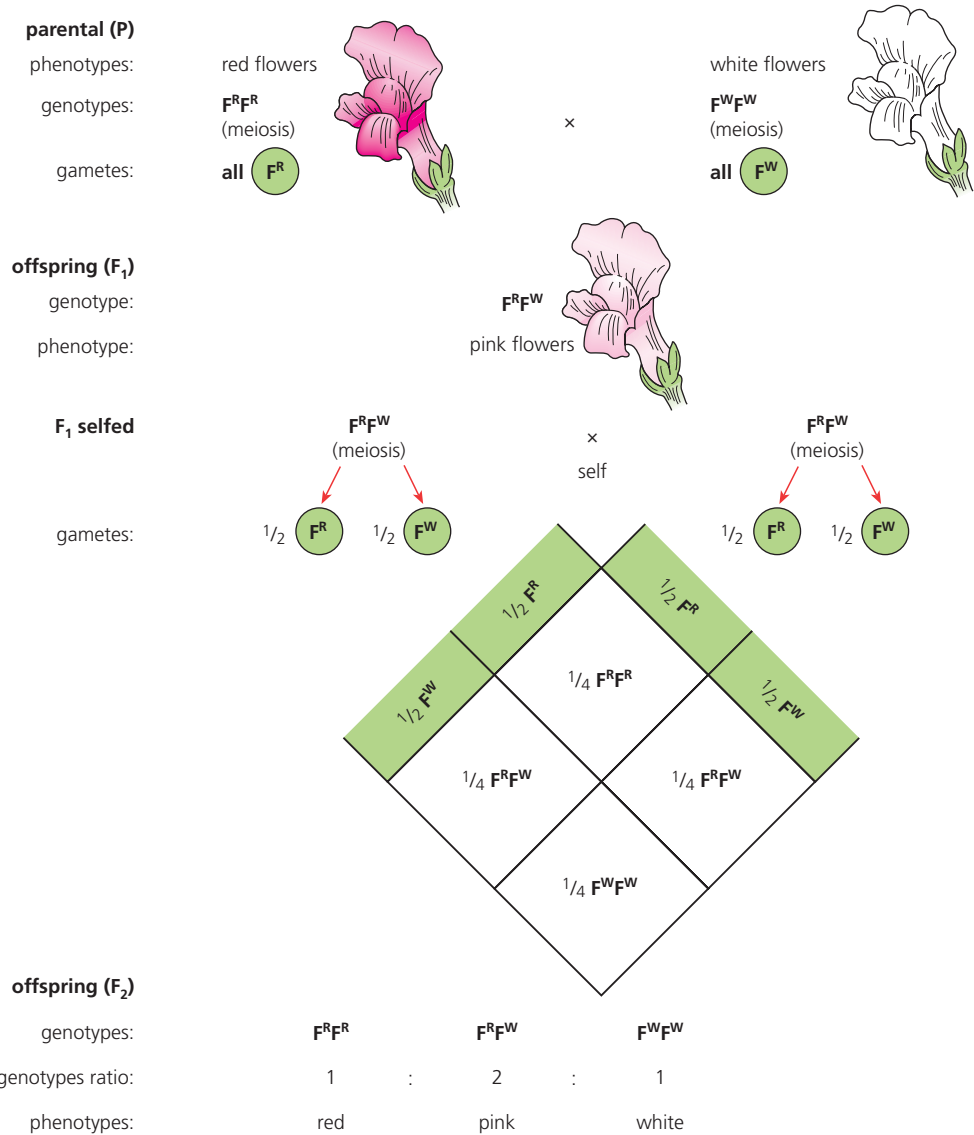 parental (P)
phenotypes: red flowers white flowers
genotypes: FᴿFᴿ × FᵂFᵂ
(meiosis) (meiosis)
gametes: all Fᴿ all Fᵂ
offspring (F₁)
genotype: FᴿFᵂ
phenotype: pink flowers
F₁ selfed FᴿFᵂ × FᴿFᵂ
(meiosis) self (meiosis)
gametes: 1/2 Fᴿ 1/2 Fᵂ 1/2 Fᴿ 1/2 Fᵂ
1/2 Fᴿ 1/2 Fᴿ
1/2 Fᵂ 1/4 FᴿFᴿ 1/2 Fᵂ
1/4 FᴿFᵂ 1/4 FᴿFᵂ
1/4 FᵂFᵂ
offspring (F₂)
genotypes: FᴿFᴿ FᴿFᵂ FᵂFᵂ
genotypes ratio: 1 : 2 : 1
phenotypes: red pink white